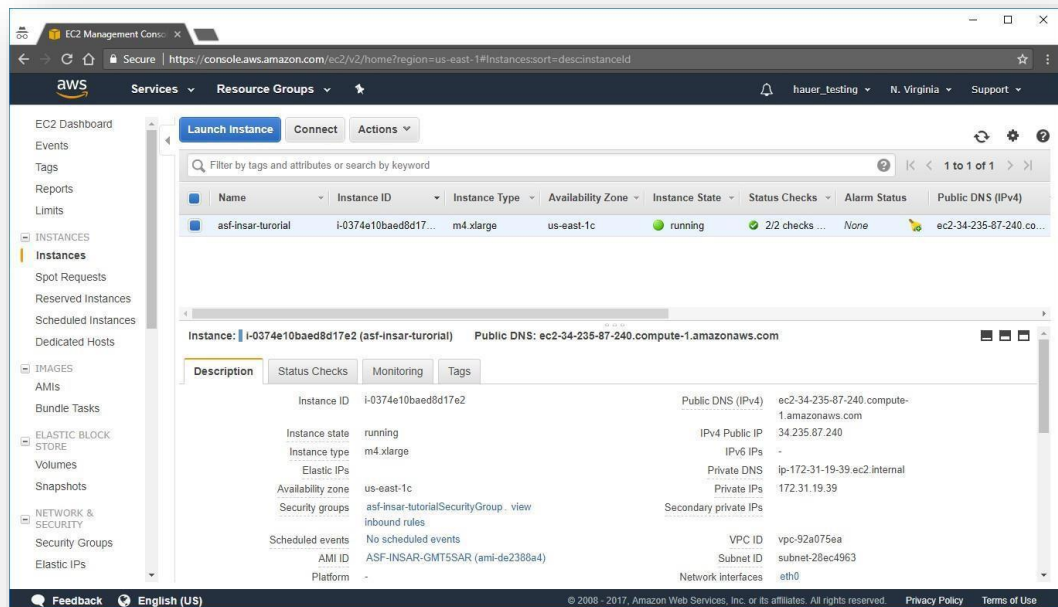 EC2 Management Conso
Secure | https://console.aws.amazon.com/ec2/v2/home?region=us-east-1#Instances:sort=desc:instanceId
aws Services Resource Groups hauer_testing N. Virginia Support
EC2 Dashboard
Events
Tags
Reports
Limits
INSTANCES
Instances
Spot Requests
Reserved Instances
Scheduled Instances
Dedicated Hosts
IMAGES
AMIs
Bundle Tasks
ELASTIC BLOCK
STORE
Volumes
Snapshots
NETWORK &
SECURITY
Security Groups
Elastic IPs
Launch Instance Connect Actions
Filter by tags and attributes or search by keyword 1 to 1 of 1
Name Instance ID Instance Type Availability Zone Instance State Status Checks Alarm Status Public DNS (IPv4)
asf-insar-turorial i-0374e10baed8d17... m4.xlarge us-east-1c running 2/2 checks ... None ec2-34-235-87-240.co...
Instance: i-0374e10baed8d17e2 (asf-insar-turorial) Public DNS: ec2-34-235-87-240.compute-1.amazonaws.com
Description Status Checks Monitoring Tags
Instance ID i-0374e10baed8d17e2
Instance state running
Instance type m4.xlarge
Elastic IPs
Availability zone us-east-1c
Security groups asf-insar-tutorialSecurityGroup . view
inbound rules
Scheduled events No scheduled events
AMI ID ASF-INSAR-GMT5SAR (ami-de2388a4)
Platform -
Public DNS (IPv4) ec2-34-235-87-240.compute-
1.amazonaws.com
IPv4 Public IP 34.235.87.240
IPv6 IPs -
Private DNS ip-172-31-19-39.ec2.internal
Private IPs 172.31.19.39
Secondary private IPs
VPC ID vpc-92a075ea
Subnet ID subnet-28ec4963
Network interfaces eth0
Feedback English (US) © 2008 - 2017, Amazon Web Services, Inc. or its affiliates. All rights reserved. Privacy Policy Terms of Use